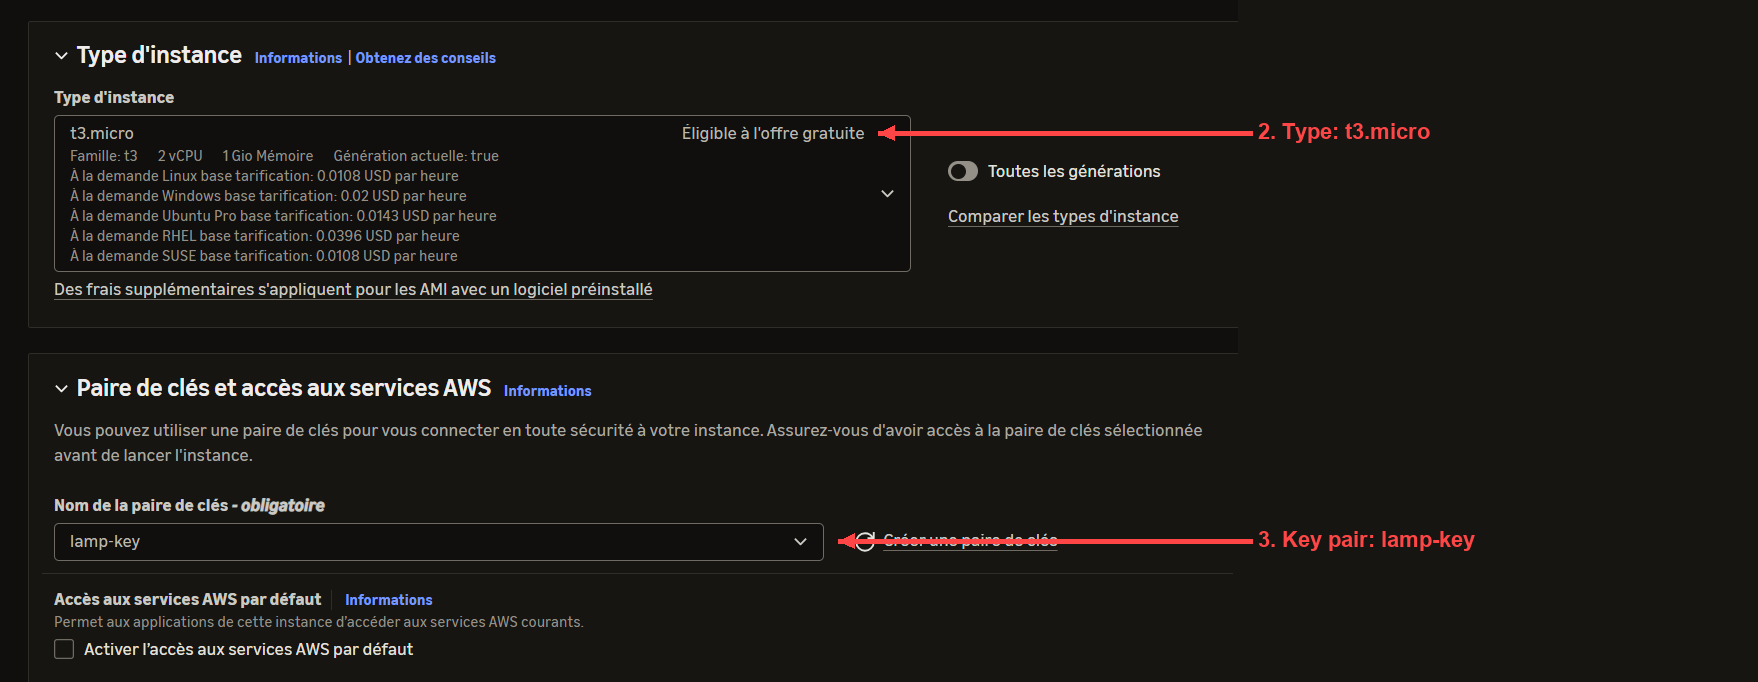 Type d'instance Informations | Obtenez des conseils
Type d'instance
t3.micro Éligible à l'offre gratuite
2. Type: t3.micro
Famille: t3 2 vCPU 1 Gio Mémoire Génération actuelle: true
À la demande Linux base tarification: 0.0108 USD par heure
À la demande Windows base tarification: 0.02 USD par heure
À la demande Ubuntu Pro base tarification: 0.0143 USD par heure
À la demande RHEL base tarification: 0.0396 USD par heure
À la demande SUSE base tarification: 0.0108 USD par heure
Toutes les générations
Comparer les types d'instance
Des frais supplémentaires s'appliquent pour les AMI avec un logiciel préinstallé
Paire de clés et accès aux services AWS Informations
Vous pouvez utiliser une paire de clés pour vous connecter en toute sécurité à votre instance. Assurez-vous d'avoir accès à la paire de clés sélectionnée
avant de lancer l'instance.
Nom de la paire de clés - obligatoire
lamp-key
Créer une paire de clés
3. Key pair: lamp-key
Accès aux services AWS par défaut Informations
Permet aux applications de cette instance d’accéder aux services AWS courants.
Activer l’accès aux services AWS par défaut